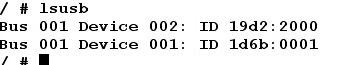 / # lsusb
Bus 001 Device 002: ID 19d2:2000
Bus 001 Device 001: ID 1d6b:0001
/ #